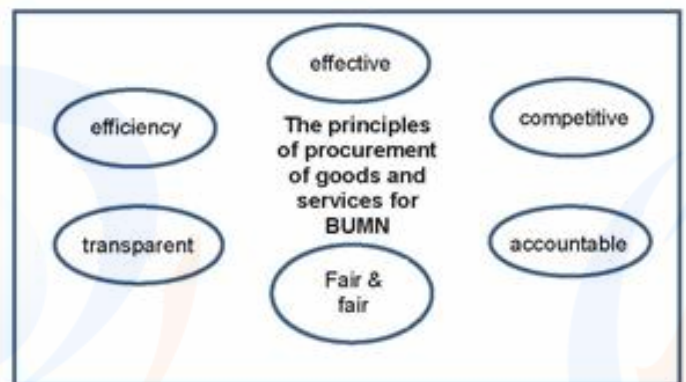 effective
efficiency
competitive
The principles
of procurement
of goods and
services for
BUMN
transparent
accountable
Fair &
fair